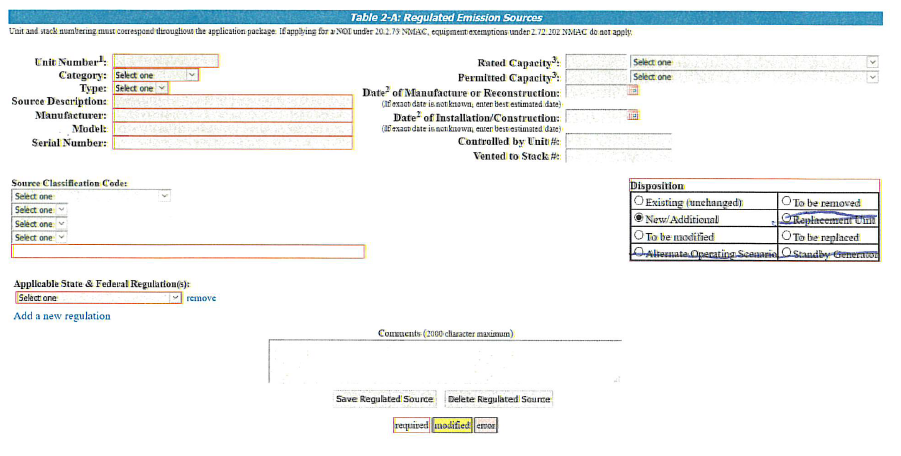 Table 2-A: Regulated Emission Sources
Unit and stack numbering must correspond throughout the application package. If applying for a NOI under 20.2.73 NMAC, equipment exemptions under 2.72.202 NMAC do not apply.
Unit Number1:
Category: Select one
Type: Select one
Source Description:
Manufacturer:
Model:
Serial Number:
Rated Capacity3: Select one
Permitted Capacity3: Select one
Date2 of Manufacture or Reconstruction:
(If exact date is not known, enter best estimated date)
Date2 of Installation/Construction:
(If exact date is not known, enter best estimated date)
Controlled by Unit #:
Vented to Stack #:
Source Classification Code:
Select one
Select one
Select one
Select one
Disposition
Existing (unchanged) To be removed
New/Additional Replacement Unit
To be modified To be replaced
Alternate Operating Scenario Standby Generator
Applicable State & Federal Regulation(s):
Select one remove
Add a new regulation
Comments (2000 character maximum)
Save Regulated Source Delete Regulated Source
required modified error